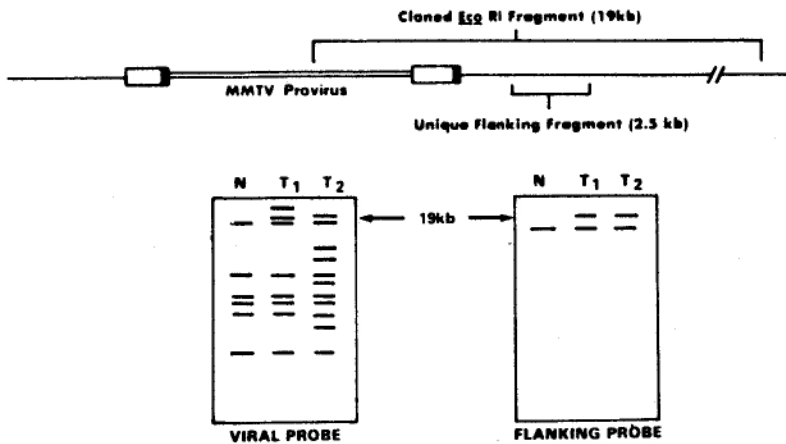 Cloned Eco RI Fragment (19kb)
MMTV Provirus
Unique Flanking Fragment (2.5 kb)
N T1 T2
N T1 T2
19kb
VIRAL PROBE
FLANKING PROBE